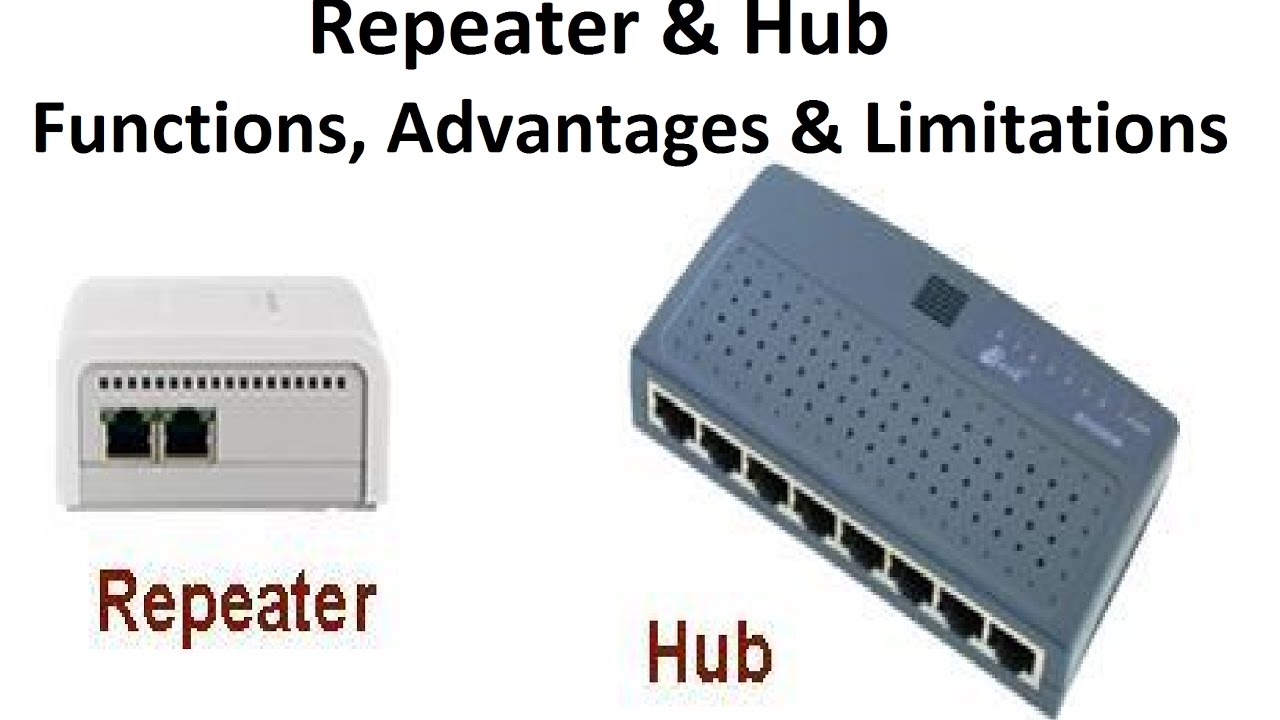 Repeater & Hub
Functions, Advantages & Limitations
Repeater
Hub